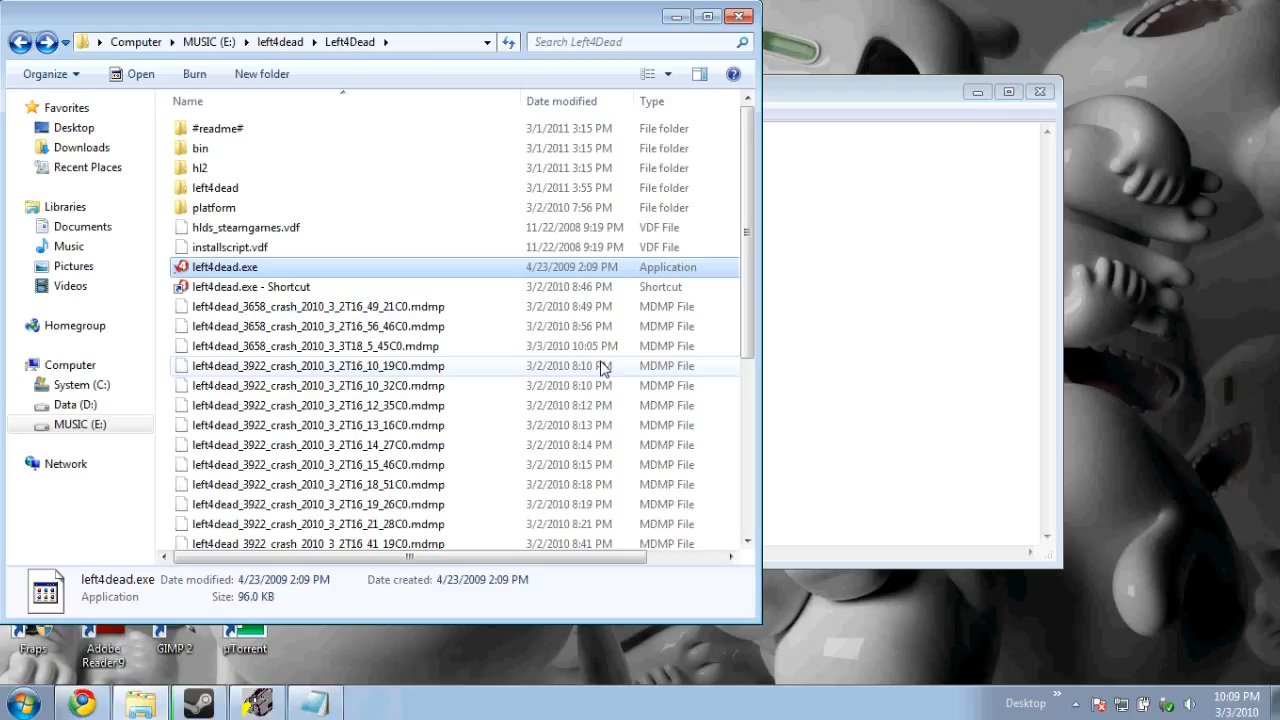 Computer MUSIC (E:) left4dead Left4Dead
Search Left4Dead
Organize Open Burn New folder
Name Date modified Type
#readme# 3/1/2011 3:15 PM File folder
bin 3/1/2011 3:15 PM File folder
hl2 3/1/2011 3:15 PM File folder
left4dead 3/1/2011 3:55 PM File folder
platform 3/2/2010 7:56 PM File folder
hlds_steamgames.vdf 11/22/2008 9:19 PM VDF File
installscript.vdf 11/22/2008 9:19 PM VDF File
left4dead.exe 4/23/2009 2:09 PM Application
left4dead.exe - Shortcut 3/2/2010 8:46 PM Shortcut
left4dead_3658_crash_2010_3_2T16_49_21C0.mdmp 3/2/2010 8:49 PM MDMP File
left4dead_3658_crash_2010_3_2T16_56_46C0.mdmp 3/2/2010 8:56 PM MDMP File
left4dead_3658_crash_2010_3_3T18_5_45C0.mdmp 3/3/2010 10:05 PM MDMP File
left4dead_3922_crash_2010_3_2T16_10_19C0.mdmp 3/2/2010 8:10 PM MDMP File
left4dead_3922_crash_2010_3_2T16_10_32C0.mdmp 3/2/2010 8:10 PM MDMP File
left4dead_3922_crash_2010_3_2T16_12_35C0.mdmp 3/2/2010 8:12 PM MDMP File
left4dead_3922_crash_2010_3_2T16_13_16C0.mdmp 3/2/2010 8:13 PM MDMP File
left4dead_3922_crash_2010_3_2T16_14_27C0.mdmp 3/2/2010 8:14 PM MDMP File
left4dead_3922_crash_2010_3_2T16_15_46C0.mdmp 3/2/2010 8:15 PM MDMP File
left4dead_3922_crash_2010_3_2T16_18_51C0.mdmp 3/2/2010 8:18 PM MDMP File
left4dead_3922_crash_2010_3_2T16_19_26C0.mdmp 3/2/2010 8:19 PM MDMP File
left4dead_3922_crash_2010_3_2T16_21_28C0.mdmp 3/2/2010 8:21 PM MDMP File
left4dead_3922_crash_2010_3_2T16_41_19C0.mdmp 3/2/2010 8:41 PM MDMP File
Favorites
Desktop
Downloads
Recent Places
Libraries
Documents
Music
Pictures
Videos
Homegroup
Computer
System (C:)
Data (D:)
MUSIC (E:)
Network
left4dead.exe Date modified: 4/23/2009 2:09 PM Date created: 4/23/2009 2:09 PM
Application Size: 96.0 KB
Fraps
Adobe Reader 9
GIMP 2
µTorrent
Desktop
10:09 PM
3/3/2010